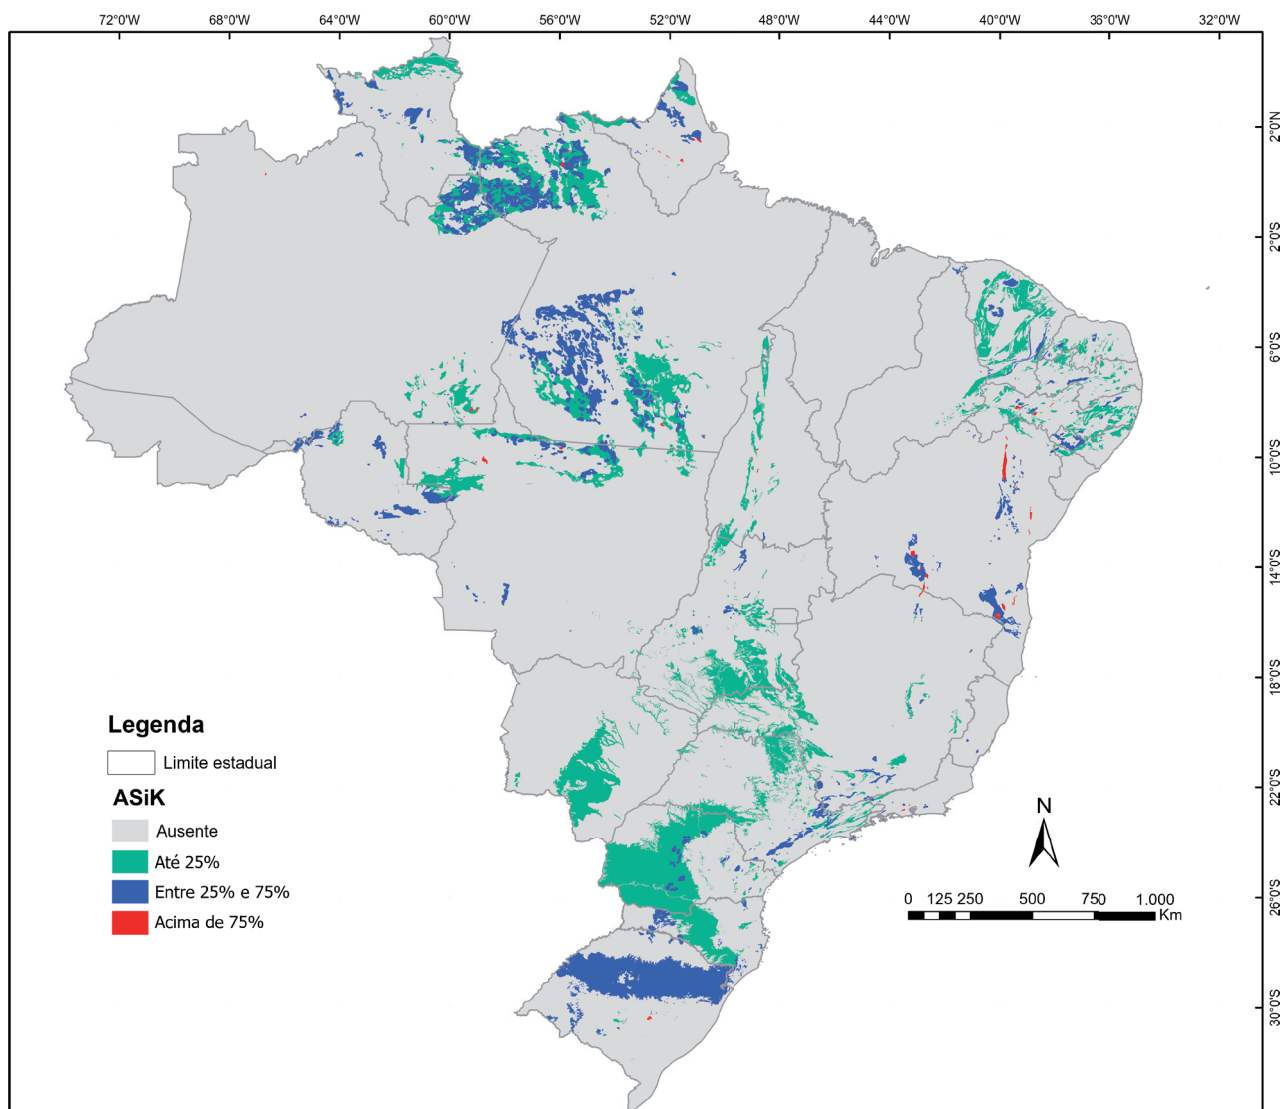 72°0'W 68°0'W 64°0'W 60°0'W 56°0'W 52°0'W 48°0'W 44°0'W 40°0'W 36°0'W 32°0'W
2°0'N
2°0'S
6°0'S
10°0'S
14°0'S
18°0'S
22°0'S
26°0'S
30°0'S
Legenda
Limite estadual
ASiK
Ausente
Até 25%
Entre 25% e 75%
Acima de 75%
N
0 125 250 500 750 1.000
Km